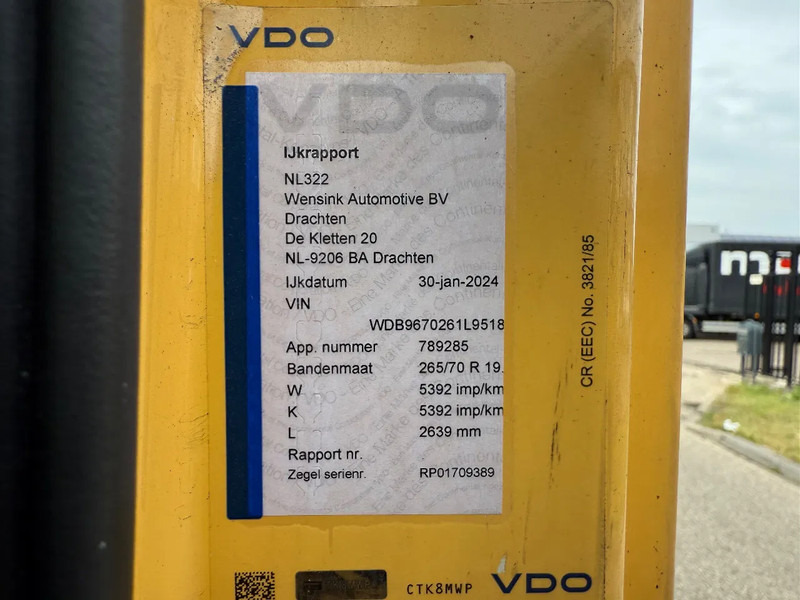 VDO
VDO
IJkrapport
NL322
Wensink Automotive BV
Drachten
De Kletten 20
NL-9206 BA Drachten
IJkdatum 30-jan-2024
VIN
WDB9670261L9518
App. nummer 789285
Bandenmaat 265/70 R 19.
W 5392 imp/km
K 5392 imp/km
L 2639 mm
Rapport nr.
Zegel serienr. RP01709389
CR (EEC) No. 3821/85
CTK8MWP
VDO